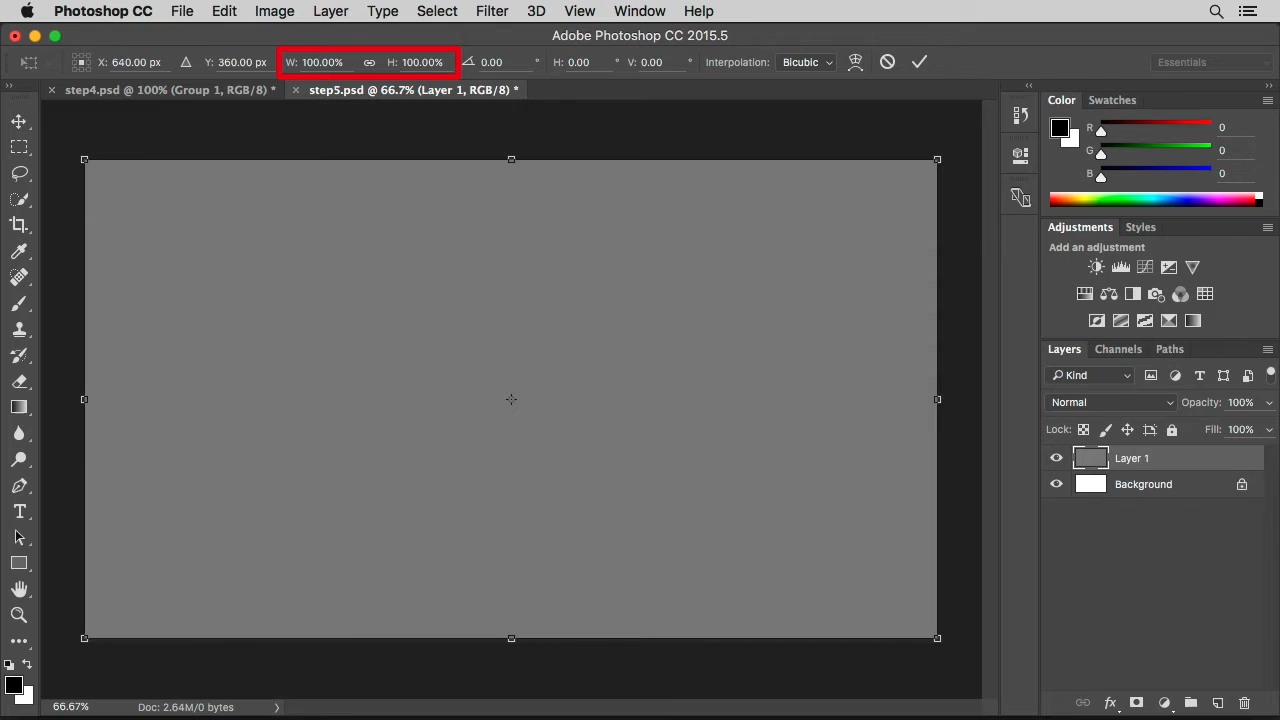 Photoshop CC File Edit Image Layer Type Select Filter 3D View Window Help
Adobe Photoshop CC 2015.5
X: 640.00 px Y: 360.00 px W: 100.00% H: 100.00% 0.00 ° H: 0.00 ° V: 0.00 ° Interpolation: Bicubic Essentials
× step4.psd @ 100% (Group 1, RGB/8) * × step5.psd @ 66.7% (Layer 1, RGB/8) *
Color Swatches
R 0
G 0
B 0
Adjustments Styles
Add an adjustment
Layers Channels Paths
Kind
Normal Opacity: 100%
Lock: Fill: 100%
Layer 1
Background
66.67% Doc: 2.64M/0 bytes
fx